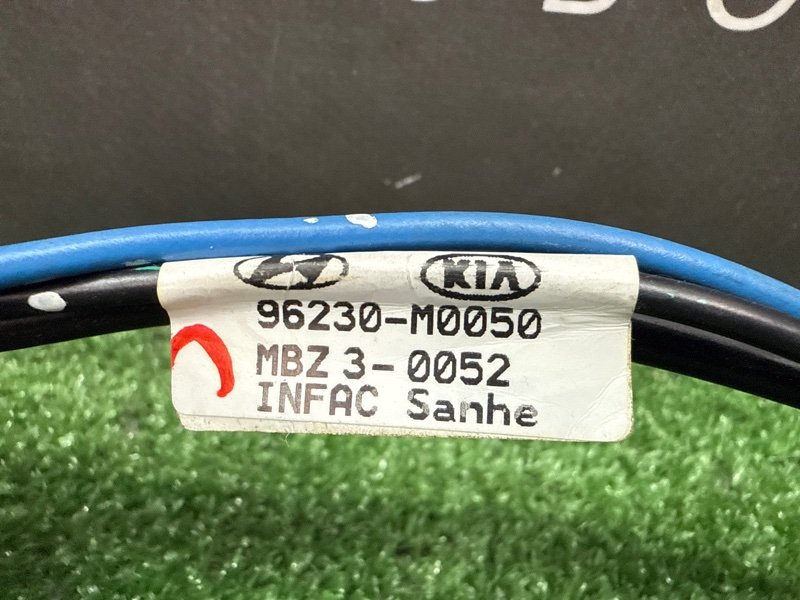 KIA
96230-M0050
MBZ 3- 0052
INFAC Sanhe